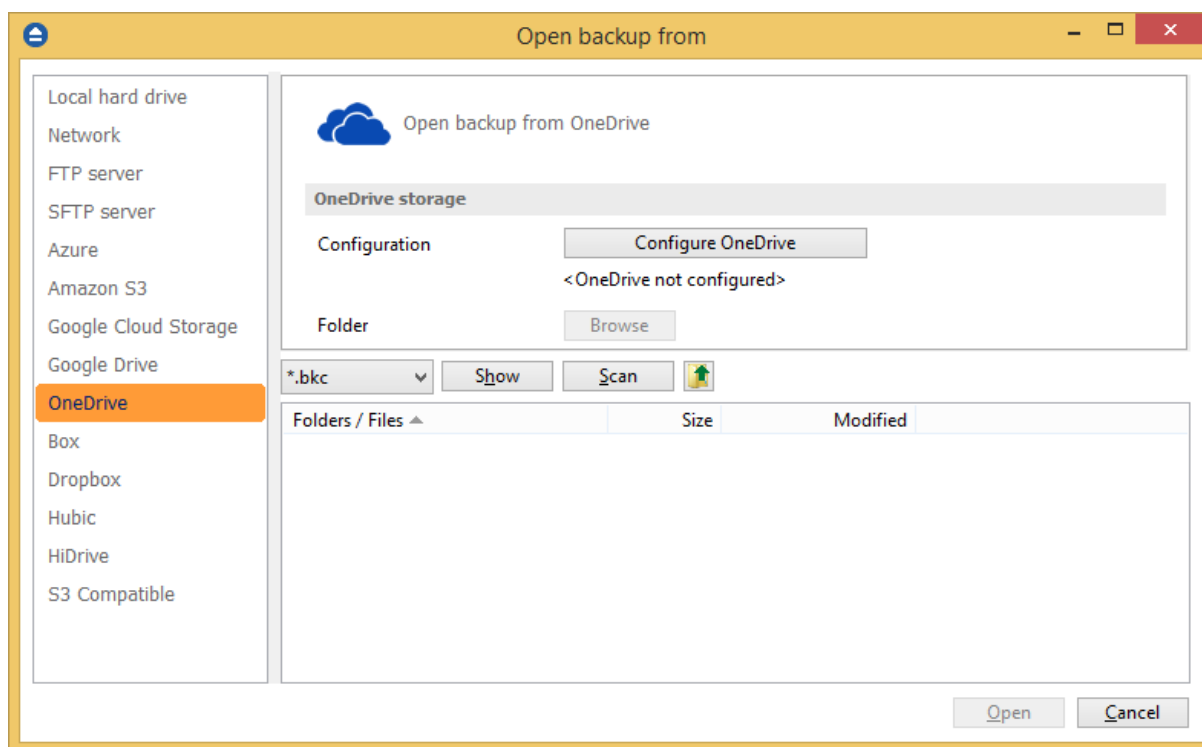 Open backup from
Local hard drive
Network
FTP server
SFTP server
Azure
Amazon S3
Google Cloud Storage
Google Drive
OneDrive
Box
Dropbox
Hubic
HiDrive
S3 Compatible
Open backup from OneDrive
OneDrive storage
Configuration
Configure OneDrive
<OneDrive not configured>
Folder
Browse
*.bkc
Show
Scan
Folders / Files
Size
Modified
Open
Cancel